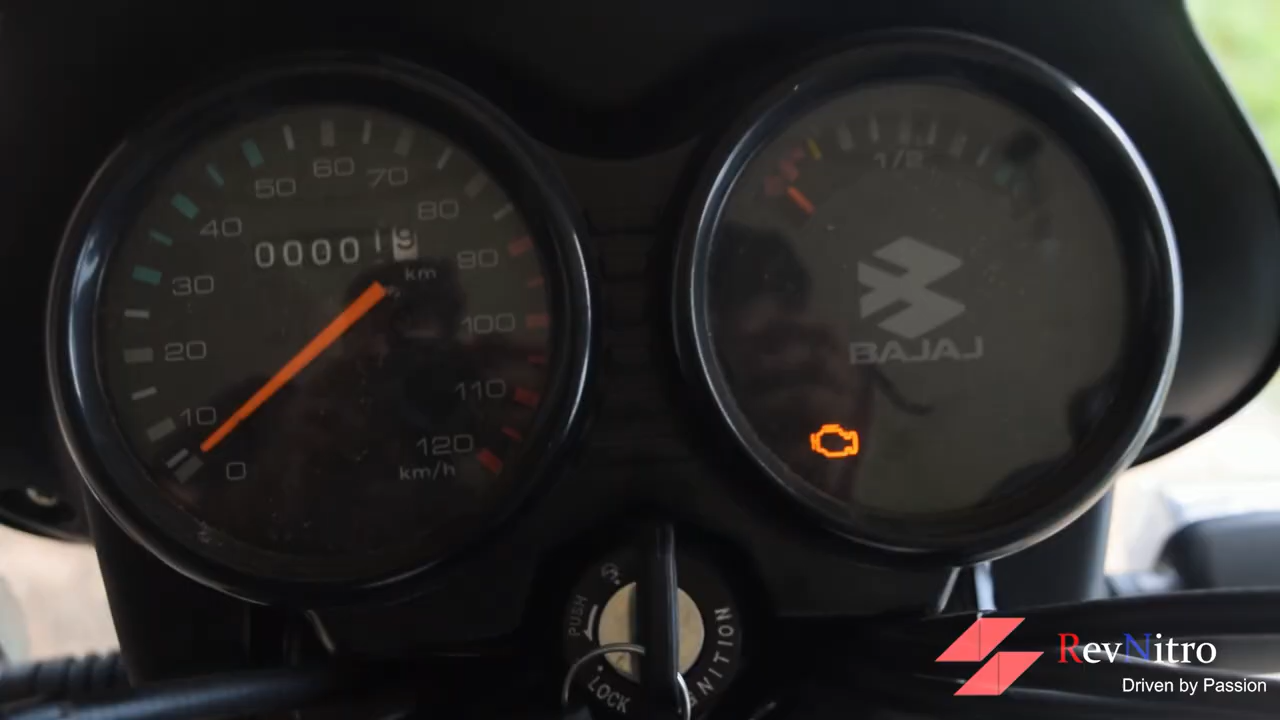 60
50
70
40
80
000019
km
90
30
100
20
110
10
120
0
km/h
1/2
BAJAJ
PUSH
LOCK
IGNITION
RevNitro
Driven by Passion